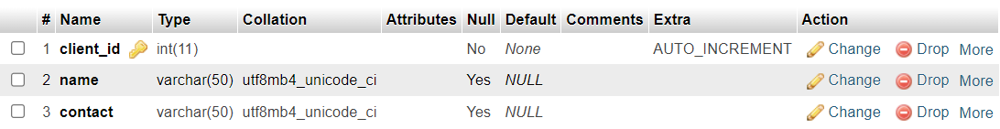 # Name Type Collation Attributes Null Default Comments Extra Action
1 client_id int(11) No None AUTO_INCREMENT Change Drop More
2 name varchar(50) utf8mb4_unicode_ci Yes NULL Change Drop More
3 contact varchar(50) utf8mb4_unicode_ci Yes NULL Change Drop More